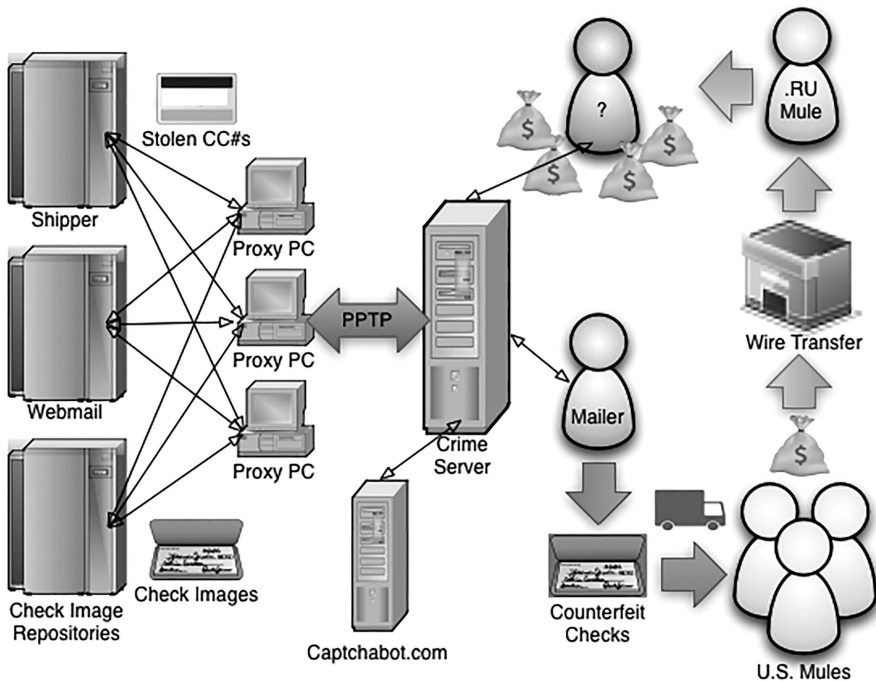 Stolen CC#s
Shipper
Proxy PC
?
$
$
$
$
.RU
Mule
Webmail
Proxy PC
PPTP
Wire Transfer
Proxy PC
Crime
Server
Mailer
$
Check Image
Repositories
Check Images
Captchabot.com
Counterfeit
Checks
U.S. Mules